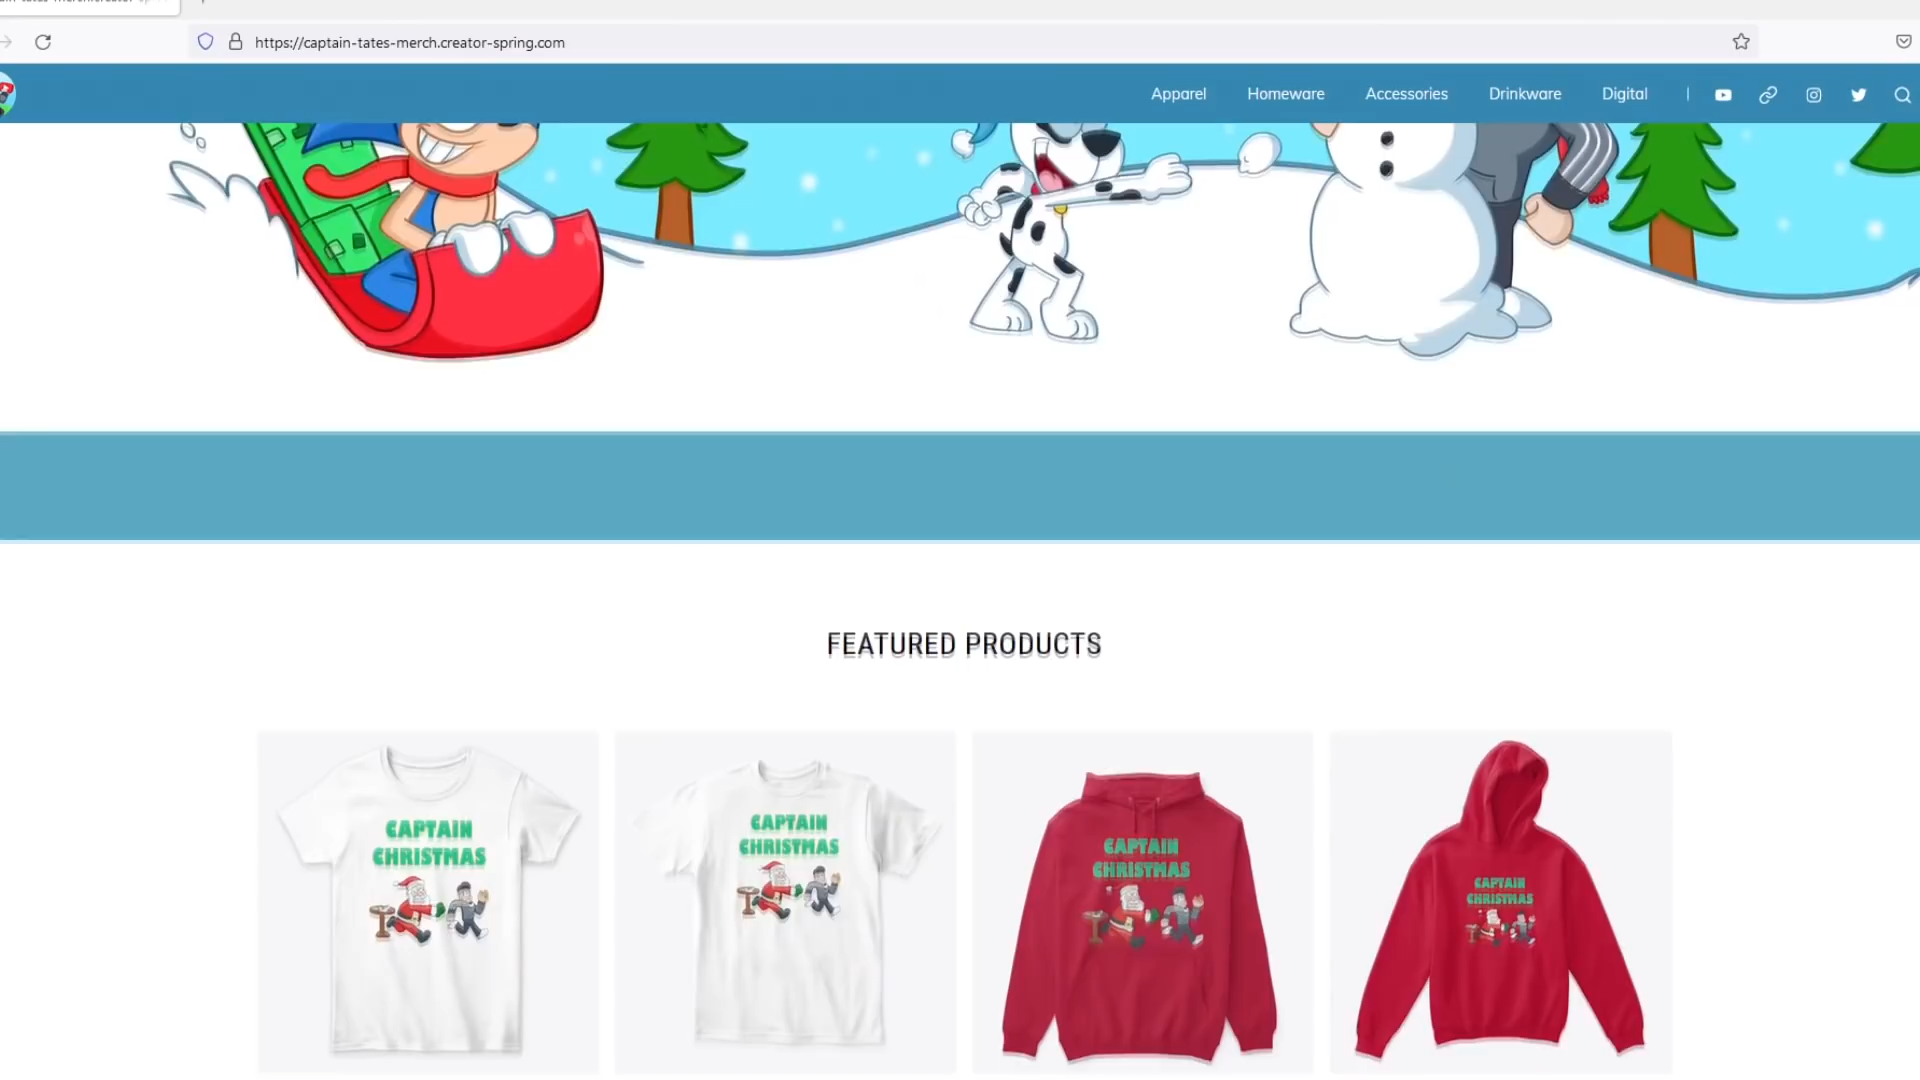 https://captain-tates-merch.creator-spring.com
Apparel Homeware Accessories Drinkware Digital
FEATURED PRODUCTS
CAPTAIN
CHRISTMAS
CAPTAIN
CHRISTMAS
CAPTAIN
CHRISTMAS
CAPTAIN
CHRISTMAS